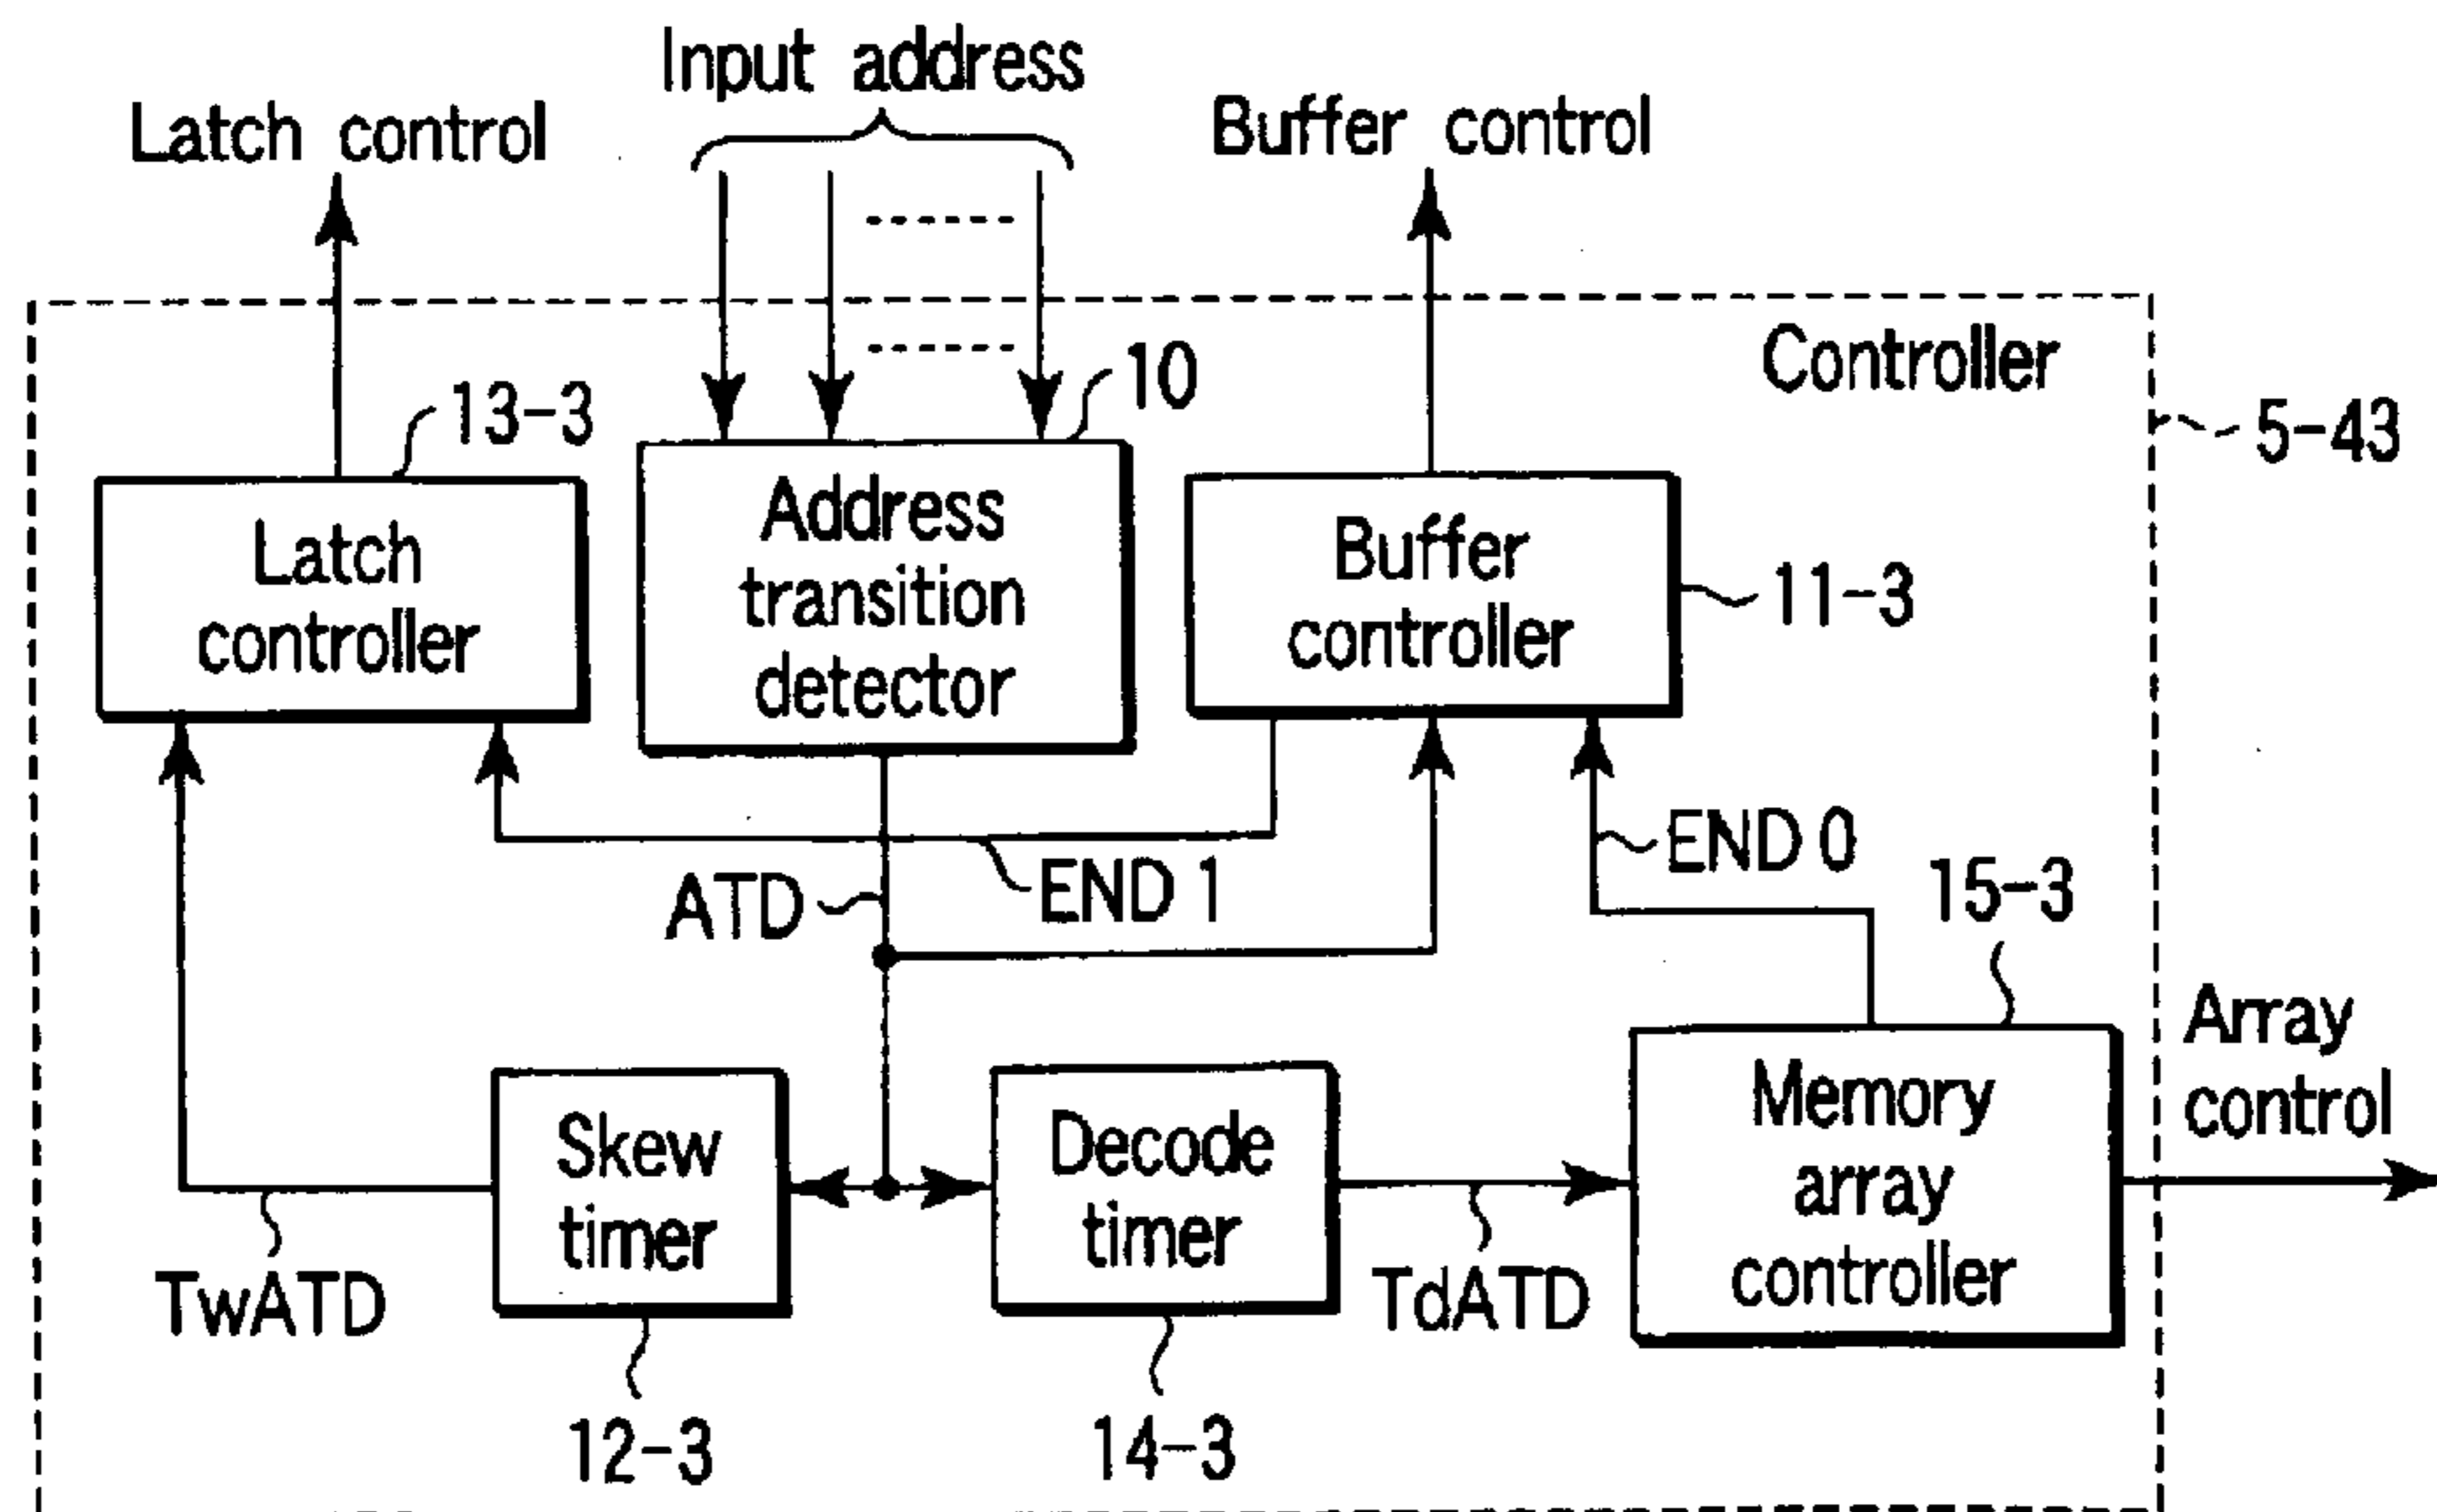 Input address
Latch control
Buffer control
Controller
10
13-3
5-43
Address
transition
detector
Latch
controller
Buffer
controller
11-3
END 0
END 1
ATD
15-3
Array
control
Memory
array
controller
Skew
timer
Decode
timer
TwATD
TdATD
12-3
14-3